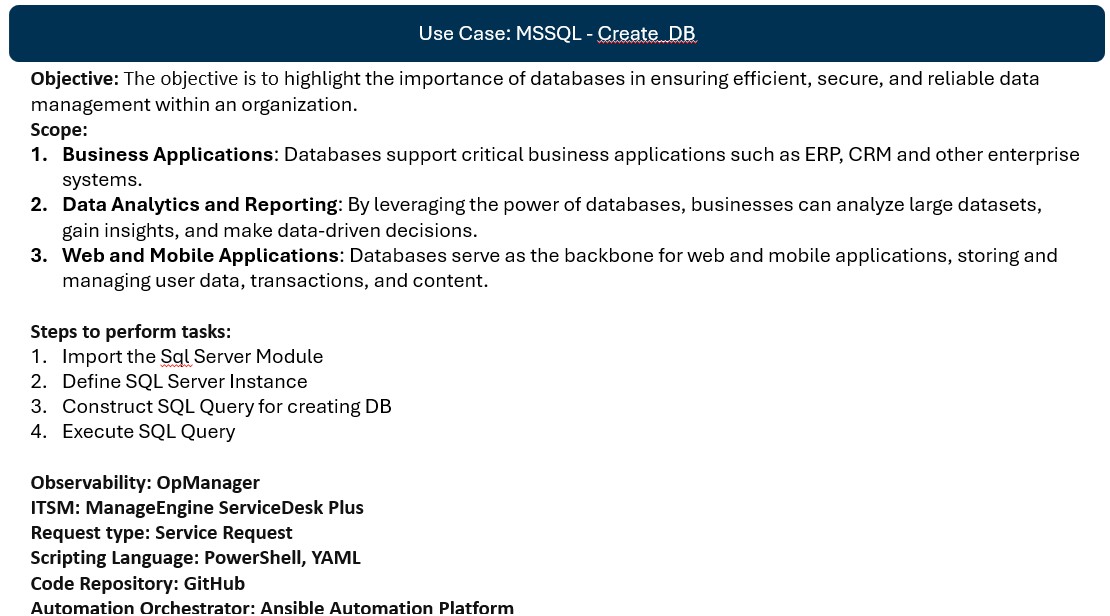 Use Case: MSSQL - Create_DB
Objective: The objective is to highlight the importance of databases in ensuring efficient, secure, and reliable data
management within an organization.
Scope:
1. Business Applications: Databases support critical business applications such as ERP, CRM and other enterprise
systems.
2. Data Analytics and Reporting: By leveraging the power of databases, businesses can analyze large datasets,
gain insights, and make data-driven decisions.
3. Web and Mobile Applications: Databases serve as the backbone for web and mobile applications, storing and
managing user data, transactions, and content.
Steps to perform tasks:
1. Import the Sql Server Module
2. Define SQL Server Instance
3. Construct SQL Query for creating DB
4. Execute SQL Query
Observability: OpManager
ITSM: ManageEngine ServiceDesk Plus
Request type: Service Request
Scripting Language: PowerShell, YAML
Code Repository: GitHub
Automation Orchestrator: Ansible Automation Platform